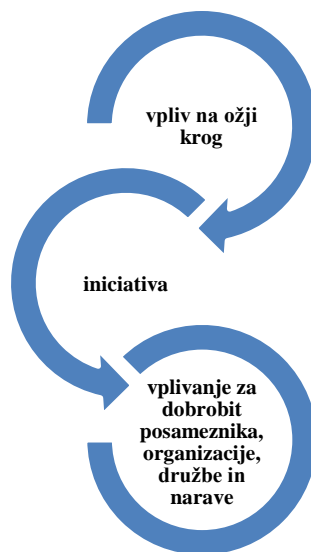 vpliv na ožji
krog
iniciativa
vplivanje za
dobrobit
posameznika,
organizacije,
družbe in
narave